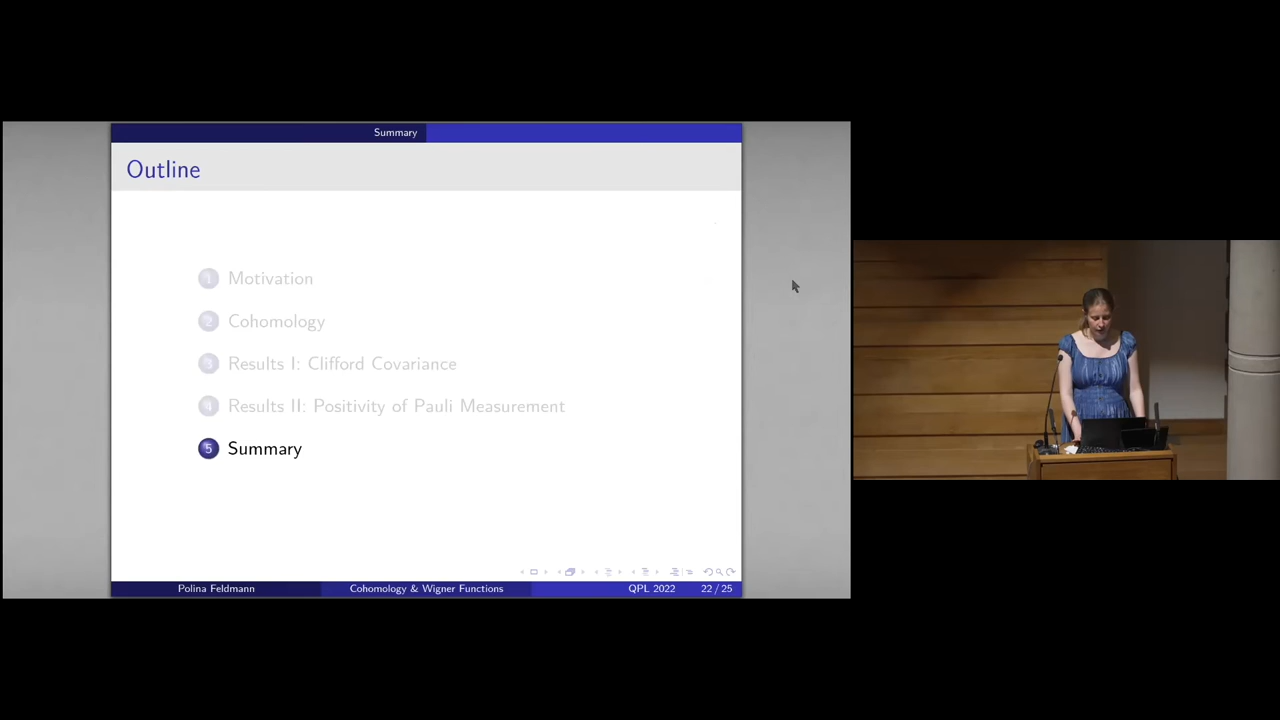 Summary
Outline
1 Motivation
2 Cohomology
3 Results I: Clifford Covariance
4 Results II: Positivity of Pauli Measurement
5 Summary
Polina Feldmann Cohomology & Wigner Functions QPL 2022 22 / 25